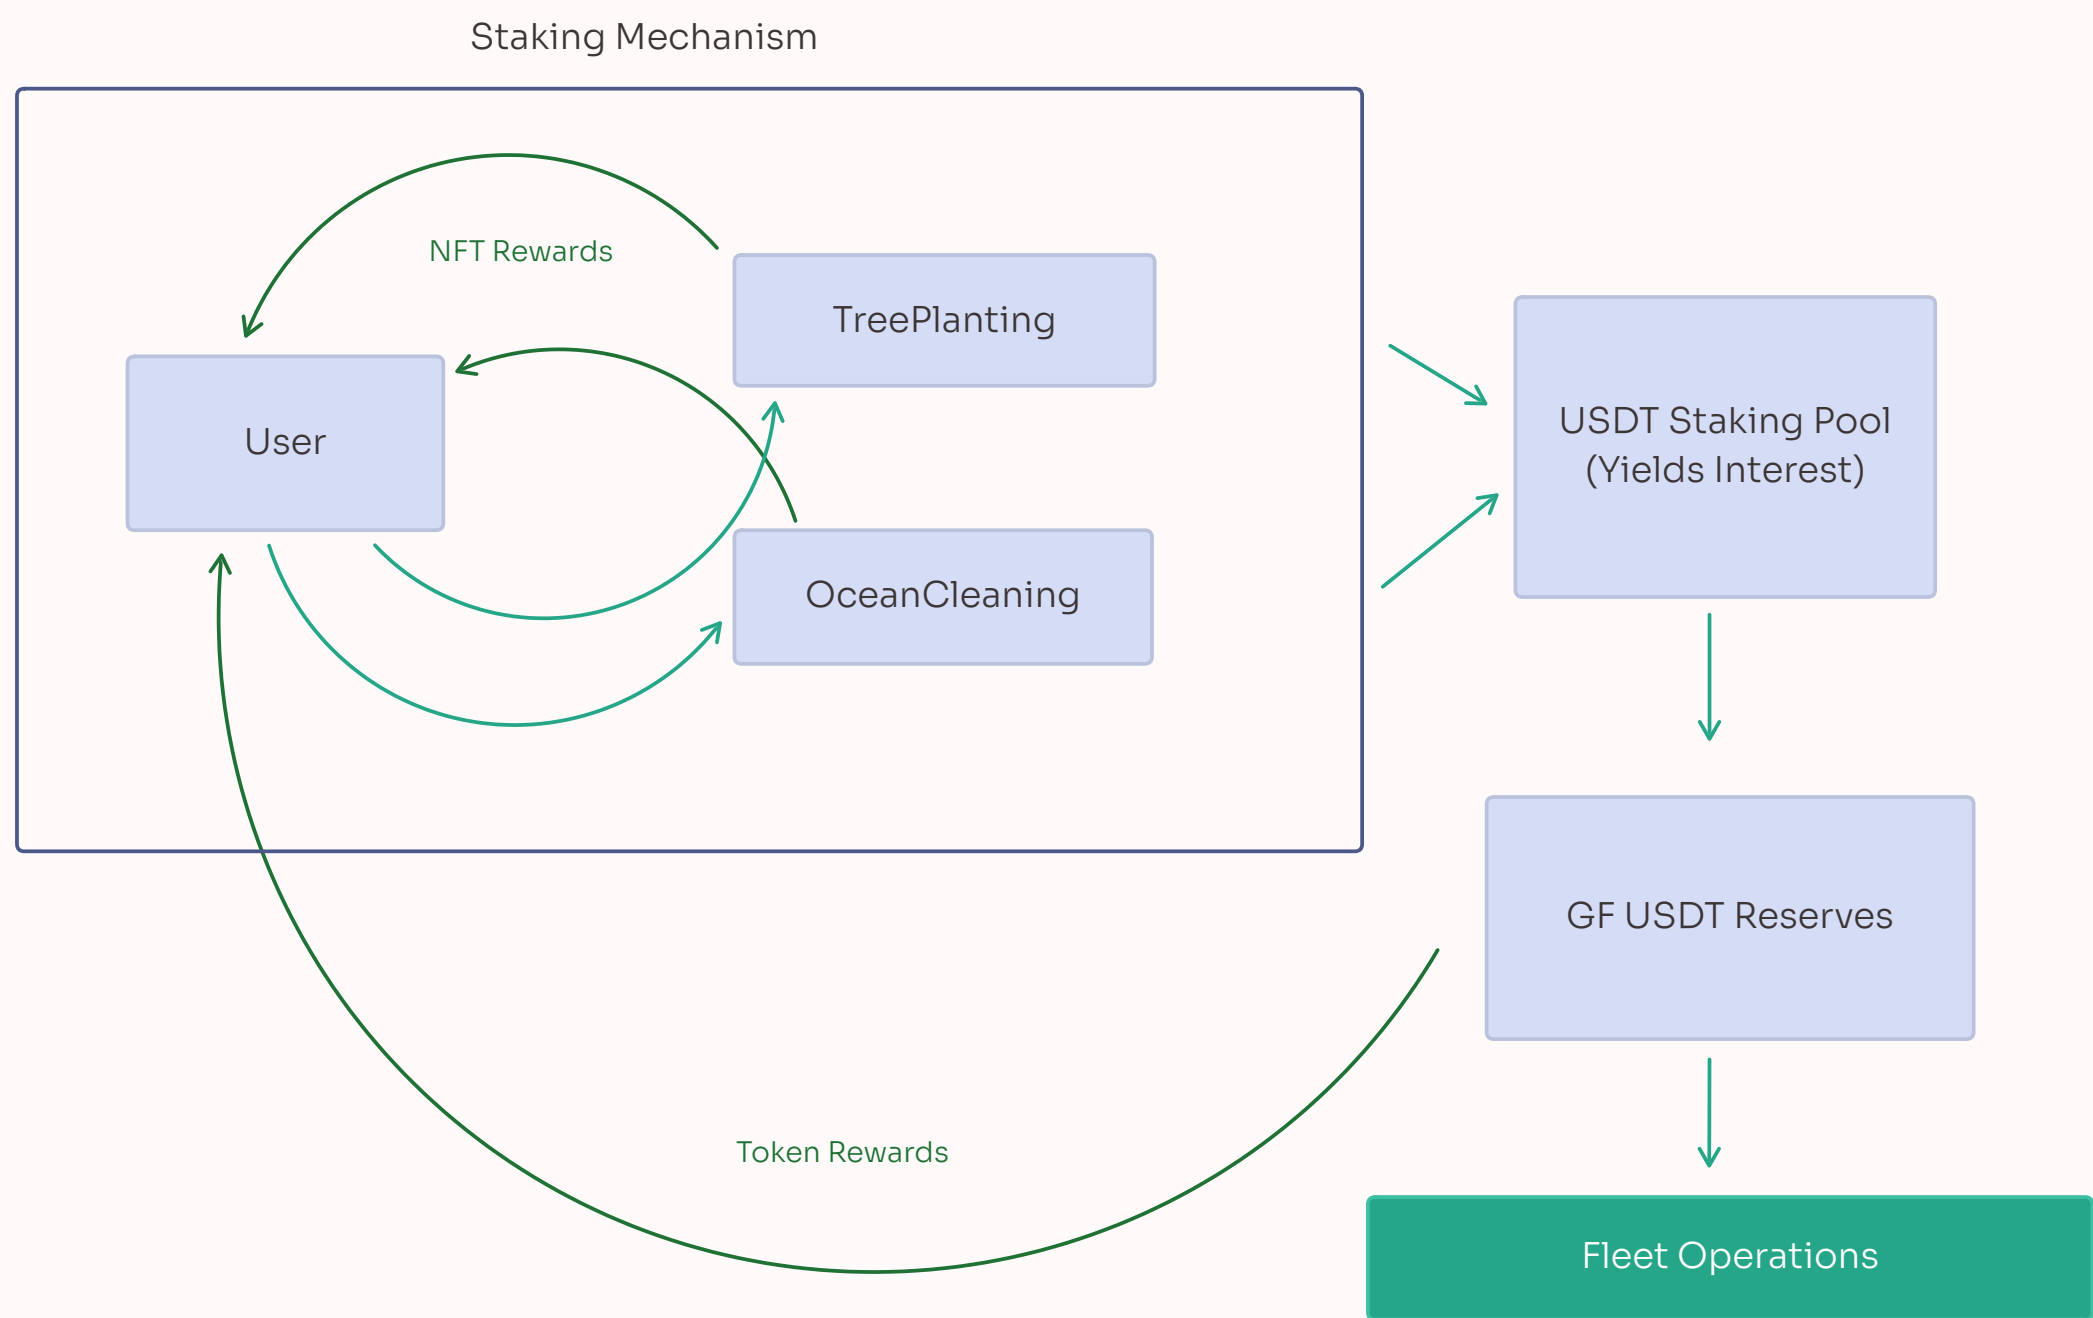 Staking Mechanism
NFT Rewards
TreePlanting
User
OceanCleaning
USDT Staking Pool
(Yields Interest)
GF USDT Reserves
Token Rewards
Fleet Operations